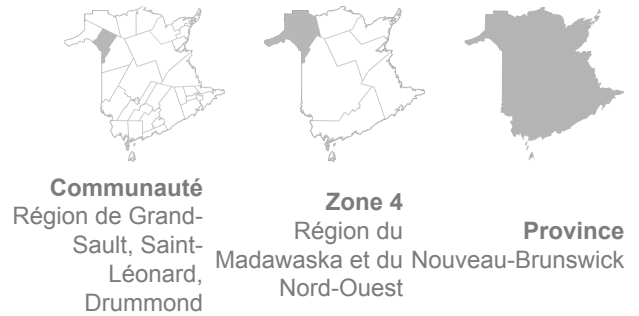 Communauté
Région de Grand-
Sault, Saint-
Léonard,
Drummond
Zone 4
Région du
Madawaska et du
Nord-Ouest
Province
Nouveau-Brunswick